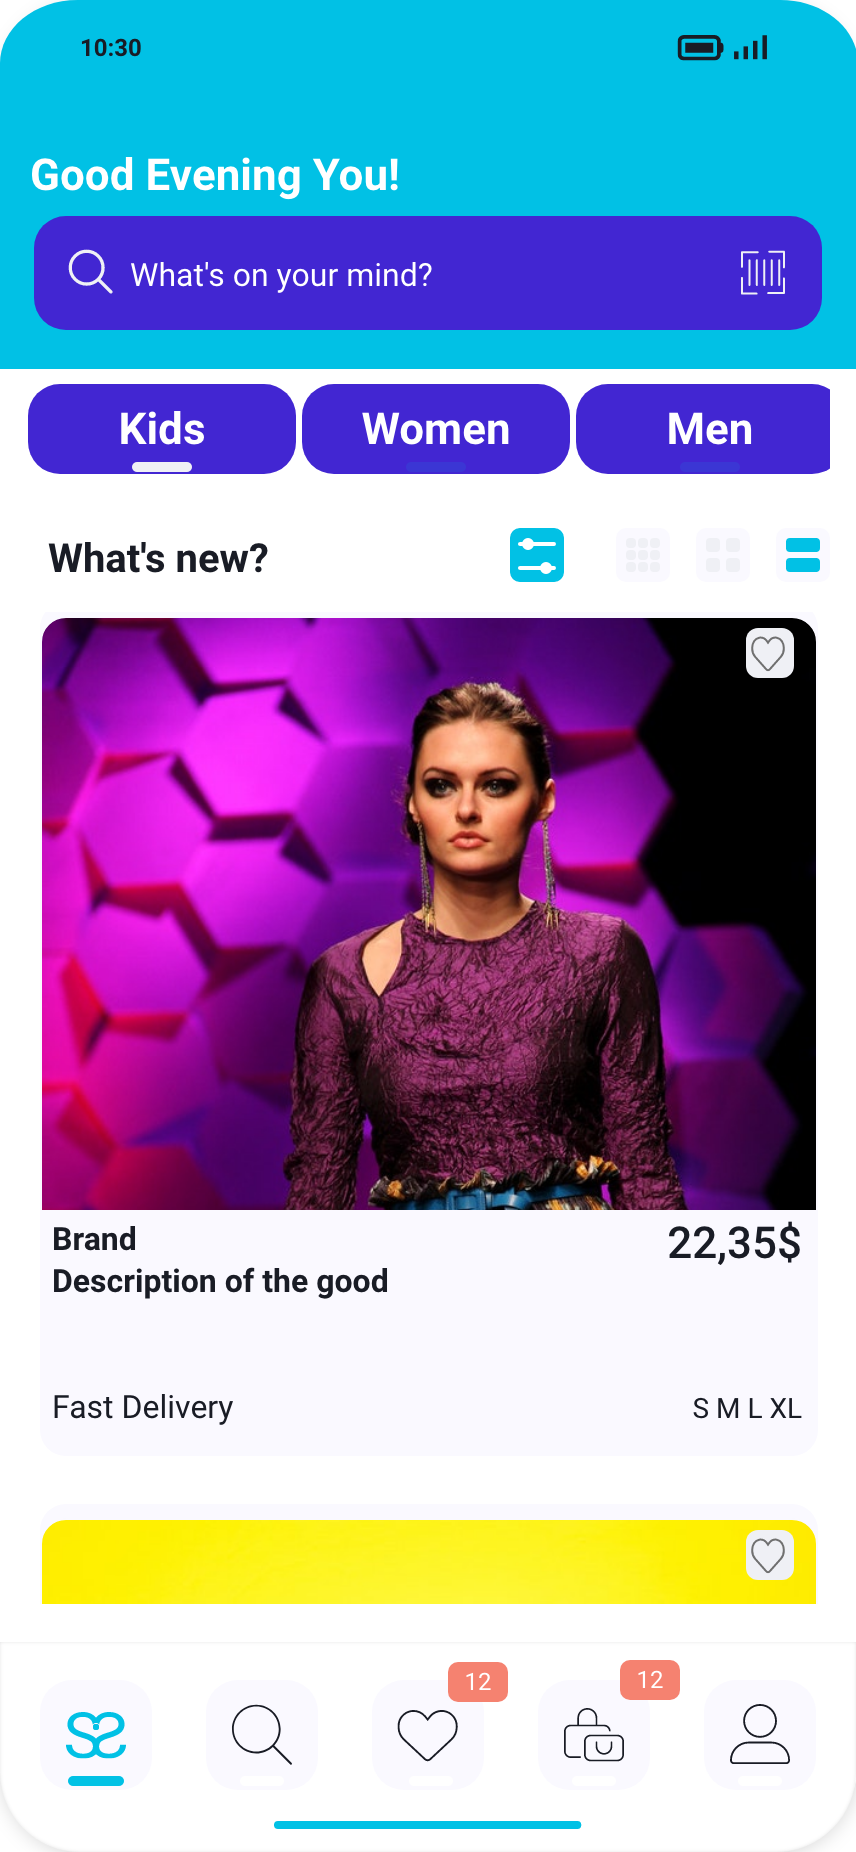 10:30
Good Evening You!
What's on your mind?
Kids
Women
Men
What's new?
Brand
22,35$
Description of the good
Fast Delivery
S M L XL
12
12